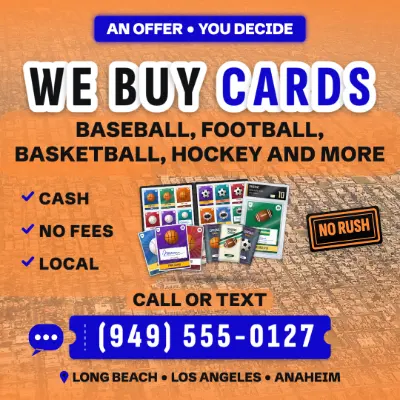 AN OFFER • YOU DECIDE
WE BUY CARDS
BASEBALL, FOOTBALL,
BASKETBALL, HOCKEY AND MORE
CASH
NO FEES
LOCAL
10
NO RUSH
CALL OR TEXT
(949) 555-0127
LONG BEACH • LOS ANGELES • ANAHEIM